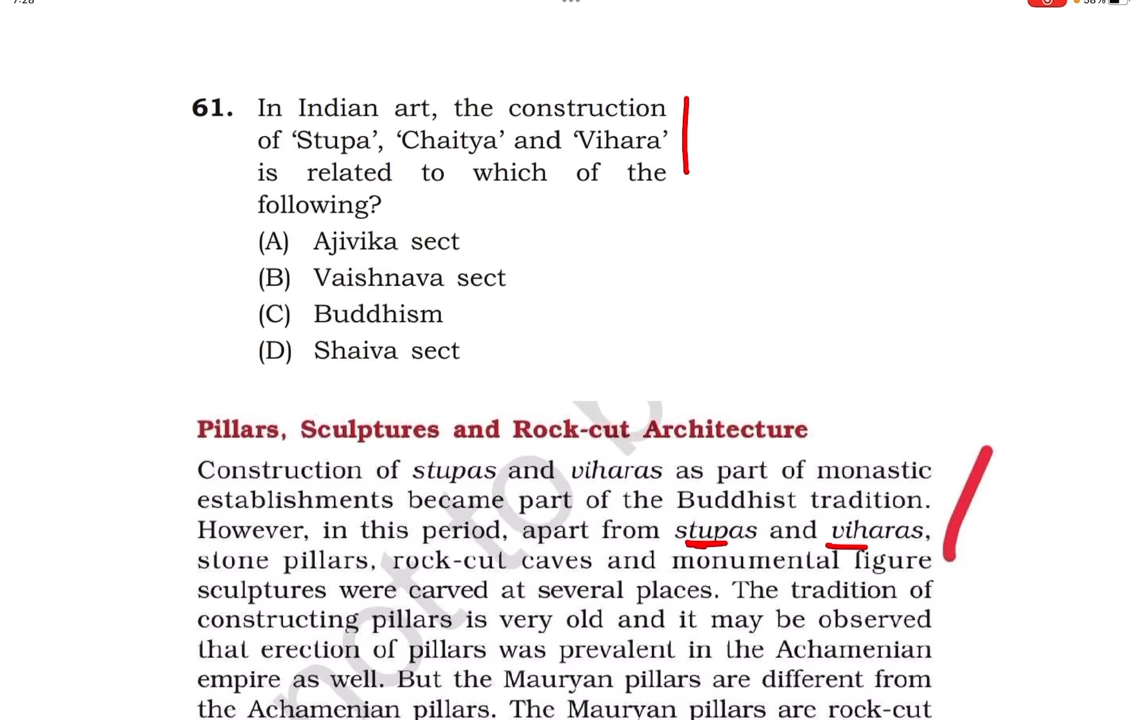 7:28
58%
61. In Indian art, the construction
of ‘Stupa’, ‘Chaitya’ and ‘Vihara’
is related to which of the
following?
(A) Ajivika sect
(B) Vaishnava sect
(C) Buddhism
(D) Shaiva sect
Pillars, Sculptures and Rock-cut Architecture
Construction of stupas and viharas as part of monastic
establishments became part of the Buddhist tradition.
However, in this period, apart from stupas and viharas,
stone pillars, rock-cut caves and monumental figure
sculptures were carved at several places. The tradition of
constructing pillars is very old and it may be observed
that erection of pillars was prevalent in the Achamenian
empire as well. But the Mauryan pillars are different from
the Achamenian pillars. The Mauryan pillars are rock-cut
not to b